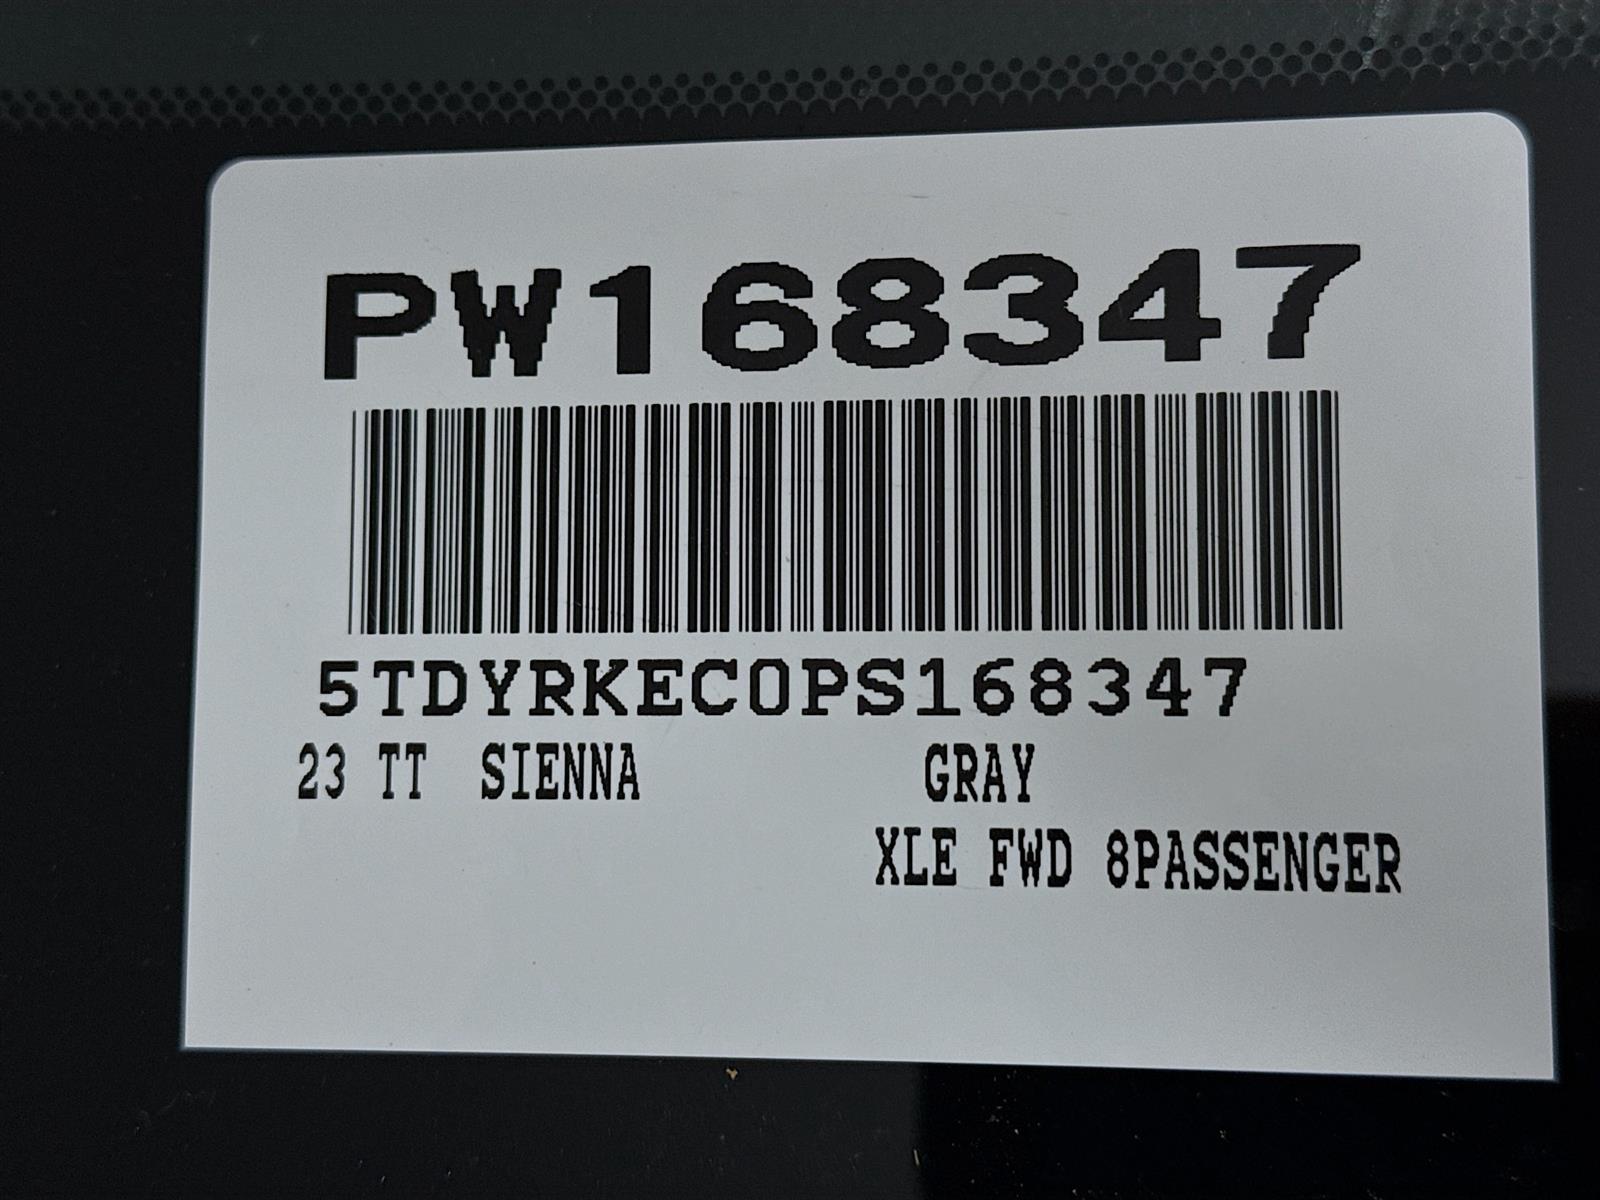 PW168347
5TDYRKEC0PS168347
23 TT SIENNA GRAY
XLE FWD 8PASSENGER